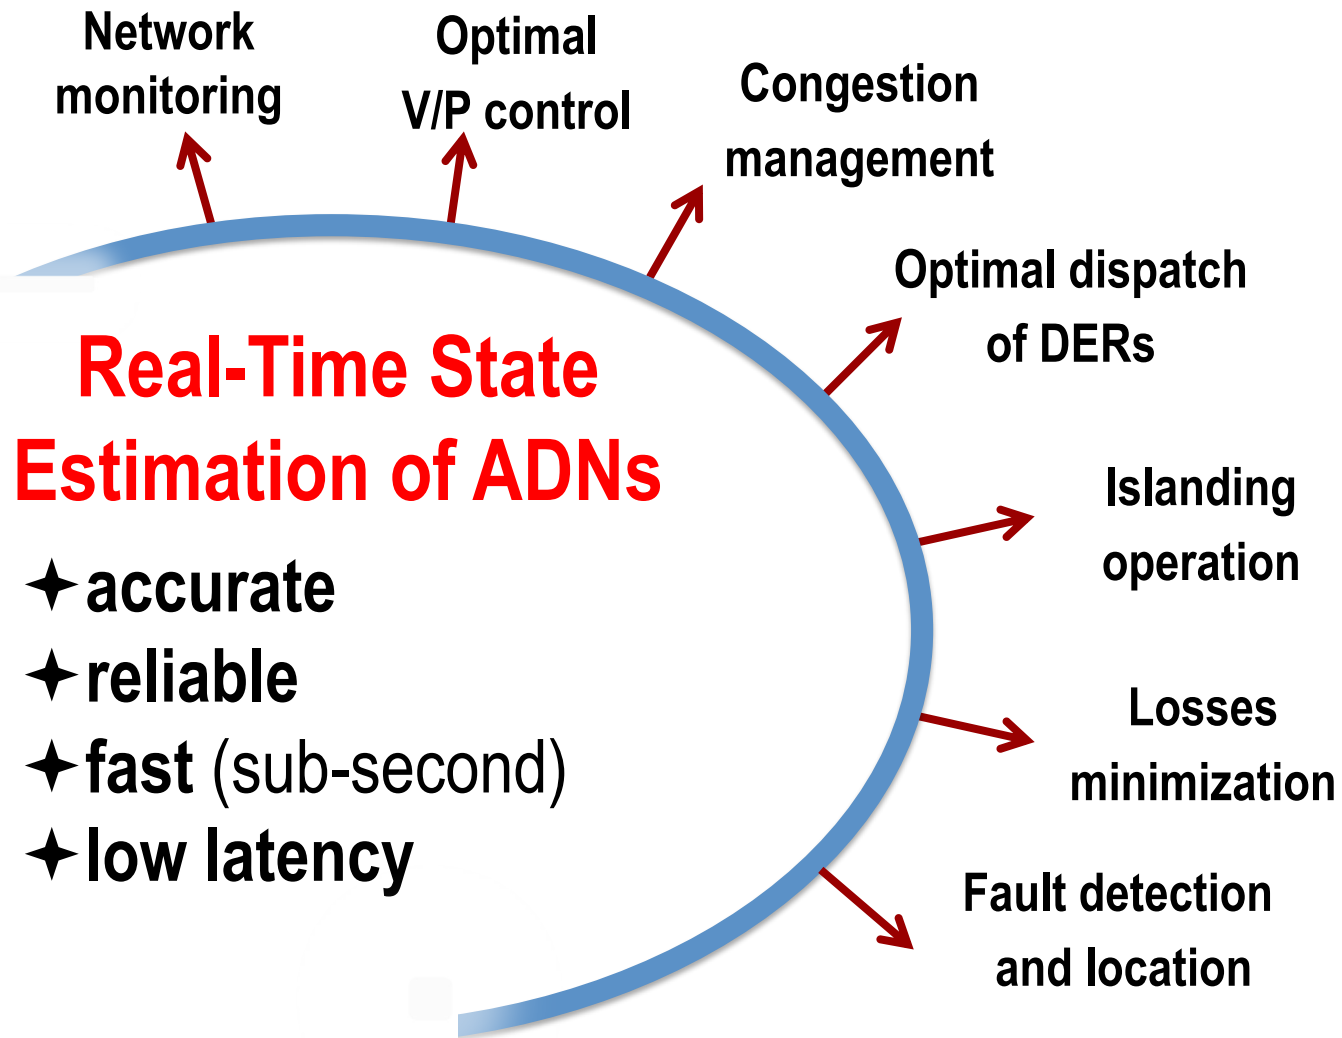 Network
monitoring
Optimal
V/P control
Congestion
management
Optimal dispatch
of DERs
Real-Time State
Estimation of ADNs
accurate
reliable
fast (sub-second)
low latency
Islanding
operation
Losses
minimization
Fault detection
and location